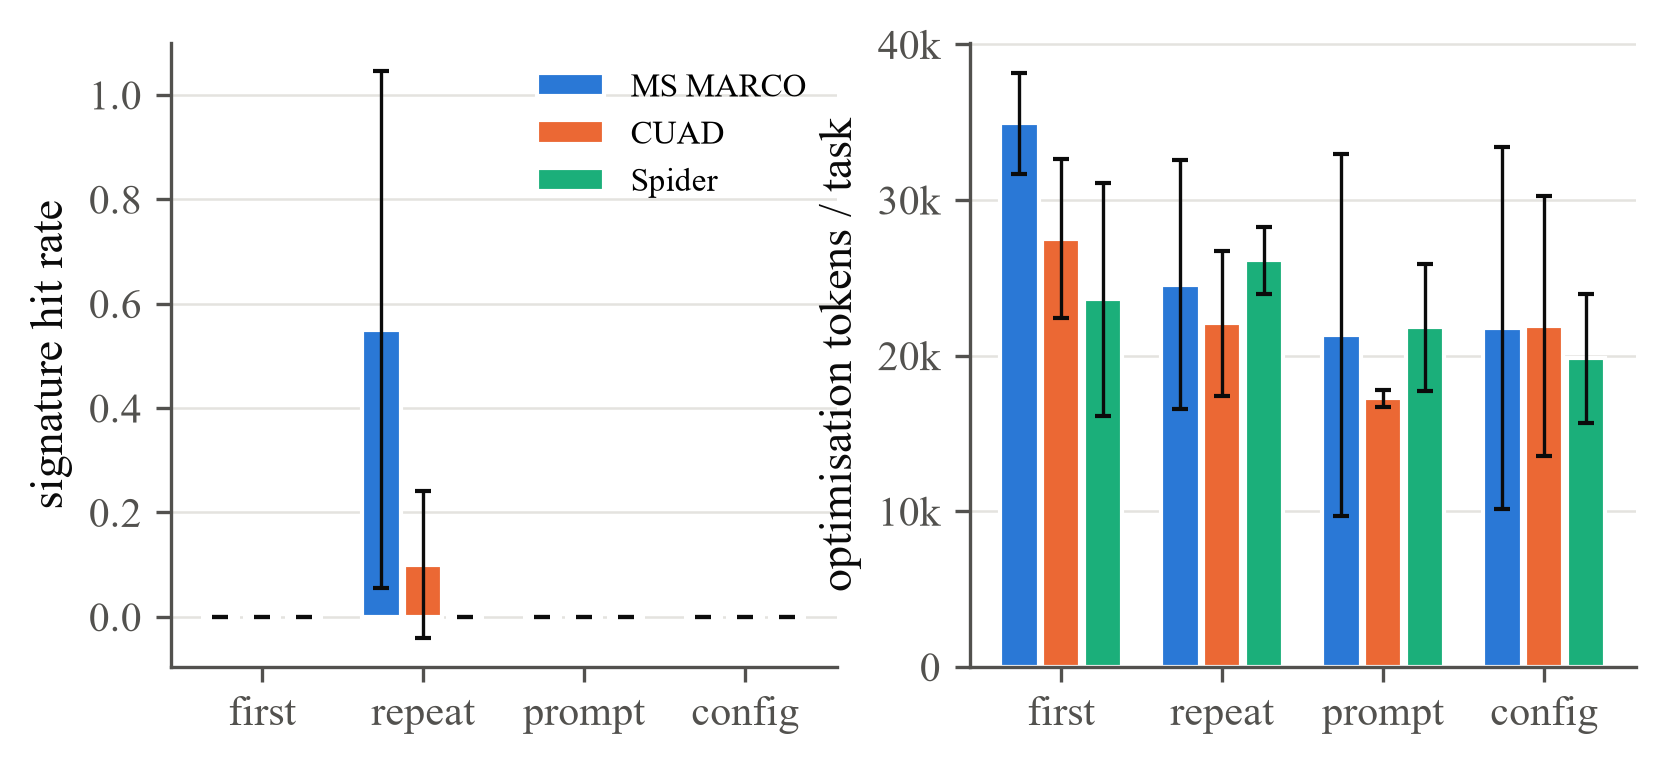 signature hit rate
1.0
0.8
0.6
0.4
0.2
0.0
MS MARCO
CUAD
Spider
first repeat prompt config
optimisation tokens / task
40k
30k
20k
10k
0
first repeat prompt config